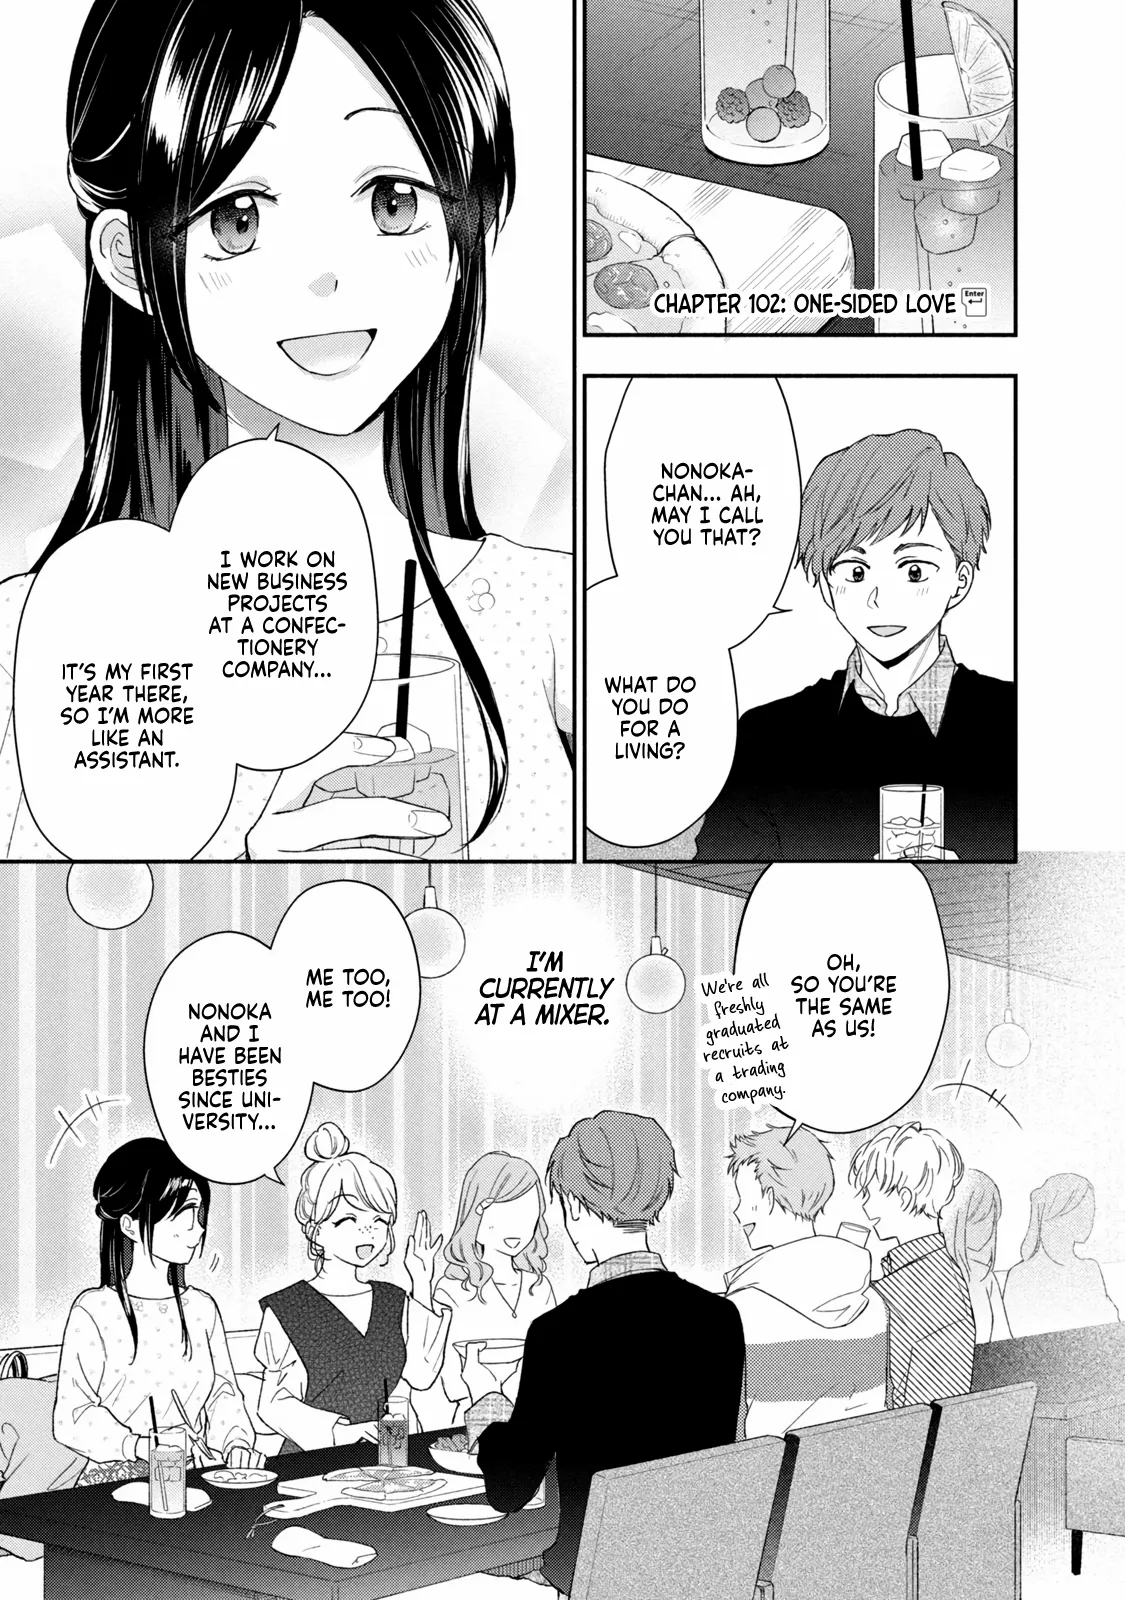 Enter
CHAPTER 102: ONE-SIDED LOVE
NONOKA-
CHAN... AH,
MAY I CALL
YOU THAT?
WHAT DO
YOU DO
FOR A
LIVING?
I WORK ON
NEW BUSINESS
PROJECTS
AT A CONFEC-
TIONERY
COMPANY...
IT'S MY FIRST
YEAR THERE,
SO I'M MORE
LIKE AN
ASSISTANT.
OH,
SO YOU'RE
THE SAME
AS US!
We're all
freshly
graduated
recruits at
a trading
company.
I'M
CURRENTLY
AT A MIXER.
ME TOO,
ME TOO!
NONOKA
AND I
HAVE BEEN
BESTIES
SINCE UNI-
VERSITY...